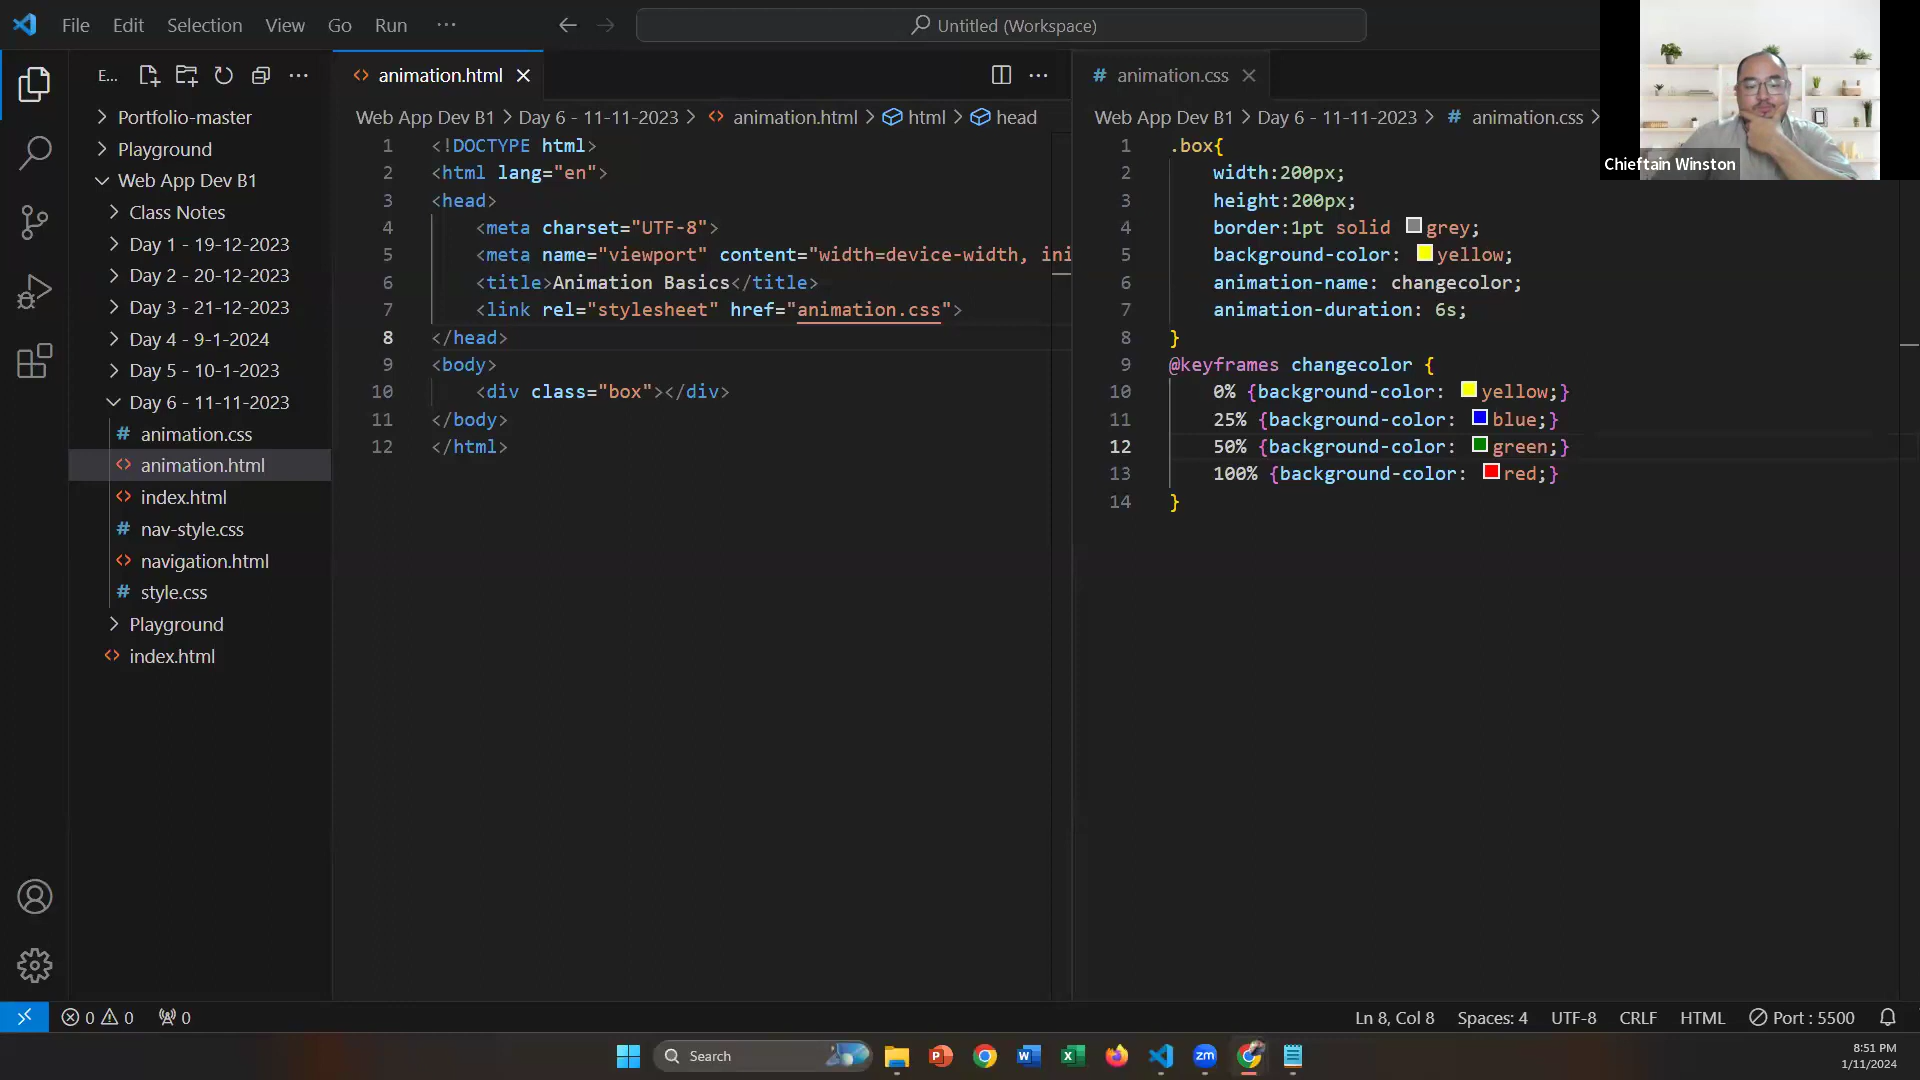 File Edit Selection View Go Run ···
Untitled (Workspace)
E...
Portfolio-master
Playground
Web App Dev B1
Class Notes
Day 1 - 19-12-2023
Day 2 - 20-12-2023
Day 3 - 21-12-2023
Day 4 - 9-1-2024
Day 5 - 10-1-2023
Day 6 - 11-11-2023
animation.css
animation.html
index.html
nav-style.css
navigation.html
style.css
Playground
index.html
animation.html
Web App Dev B1 > Day 6 - 11-11-2023 > animation.html > html > head
1 <!DOCTYPE html>
2 <html lang="en">
3 <head>
4 <meta charset="UTF-8">
5 <meta name="viewport" content="width=device-width, ini
6 <title>Animation Basics</title>
7 <link rel="stylesheet" href="animation.css">
8 </head>
9 <body>
10 <div class="box"></div>
11 </body>
12 </html>
animation.css
Web App Dev B1 > Day 6 - 11-11-2023 > animation.css >
1 .box{
2 width:200px;
3 height:200px;
4 border:1pt solid grey;
5 background-color: yellow;
6 animation-name: changecolor;
7 animation-duration: 6s;
8 }
9 @keyframes changecolor {
10 0% {background-color: yellow;}
11 25% {background-color: blue;}
12 50% {background-color: green;}
13 100% {background-color: red;}
14 }
Chieftain Winston
0 0 0
Ln 8, Col 8 Spaces: 4 UTF-8 CRLF HTML Port : 5500
Search
zm
8:51 PM
1/11/2024